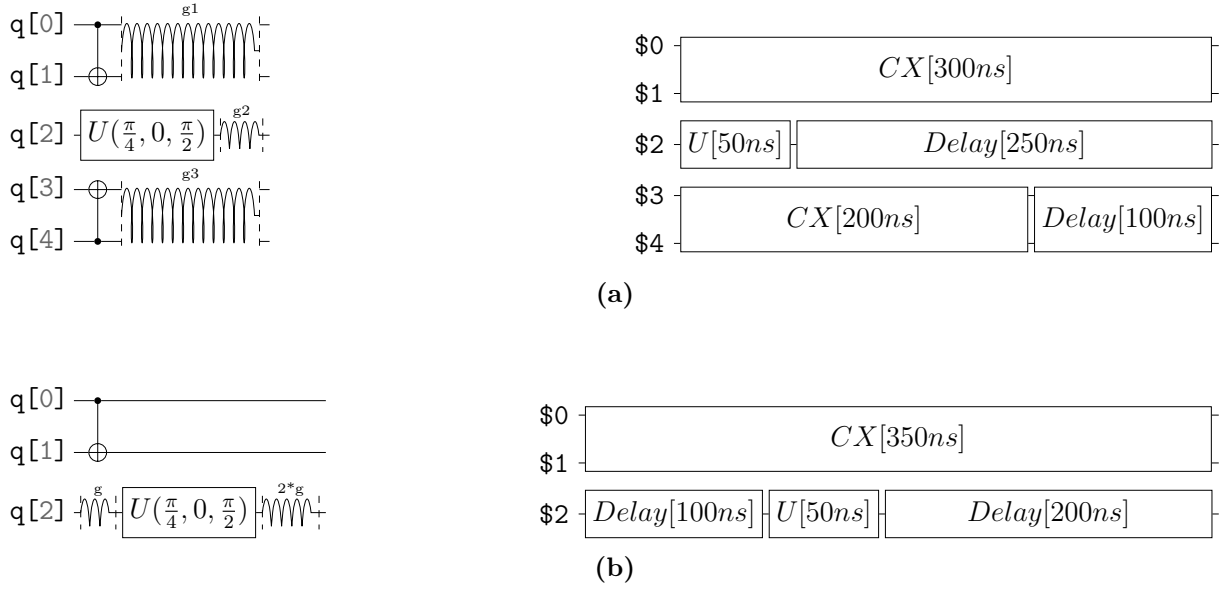 g1
q[0]
q[1]
g2
q[2] U(π/4, 0, π/2)
g3
q[3]
q[4]
$0
$1
CX[300ns]
$2 U[50ns] Delay[250ns]
$3
$4
CX[200ns] Delay[100ns]
(a)
q[0]
q[1]
g 2*g
q[2] U(π/4, 0, π/2)
$0
$1
CX[350ns]
$2 Delay[100ns] U[50ns] Delay[200ns]
(b)